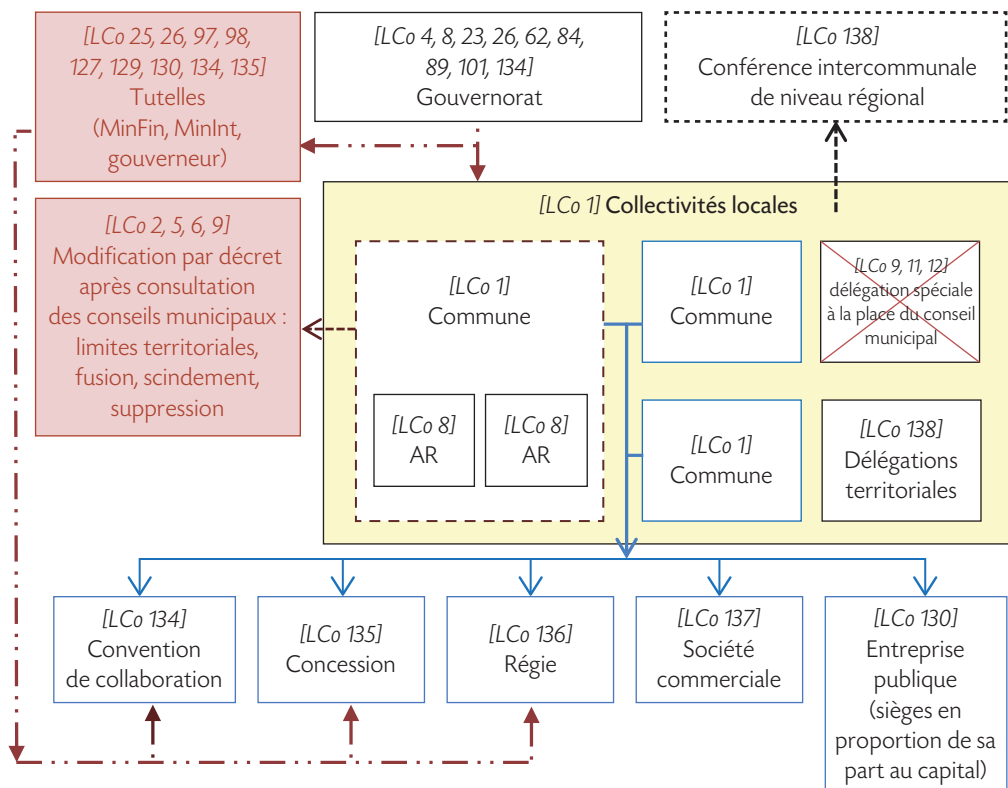 [LCo 25, 26, 97, 98,
127, 129, 130, 134, 135]
Tutelles
(MinFin, MinInt,
gouverneur)
[LCo 4, 8, 23, 26, 62, 84,
89, 101, 134]
Gouvernorat
[LCo 138]
Conférence intercommunale
de niveau régional
[LCo 2, 5, 6, 9]
Modification par décret
après consultation
des conseils municipaux :
limites territoriales,
fusion, scindement,
suppression
[LCo 1] Collectivités locales
[LCo 1]
Commune
[LCo 8]
AR
[LCo 8]
AR
[LCo 1]
Commune
[LCo 9, 11, 12]
délégation spéciale
à la place du conseil
municipal
[LCo 1]
Commune
[LCo 138]
Délégations
territoriales
[LCo 134]
Convention
de collaboration
[LCo 135]
Concession
[LCo 136]
Régie
[LCo 137]
Société
commerciale
[LCo 130]
Entreprise
publique
(sièges en
proportion de sa
part au capital)